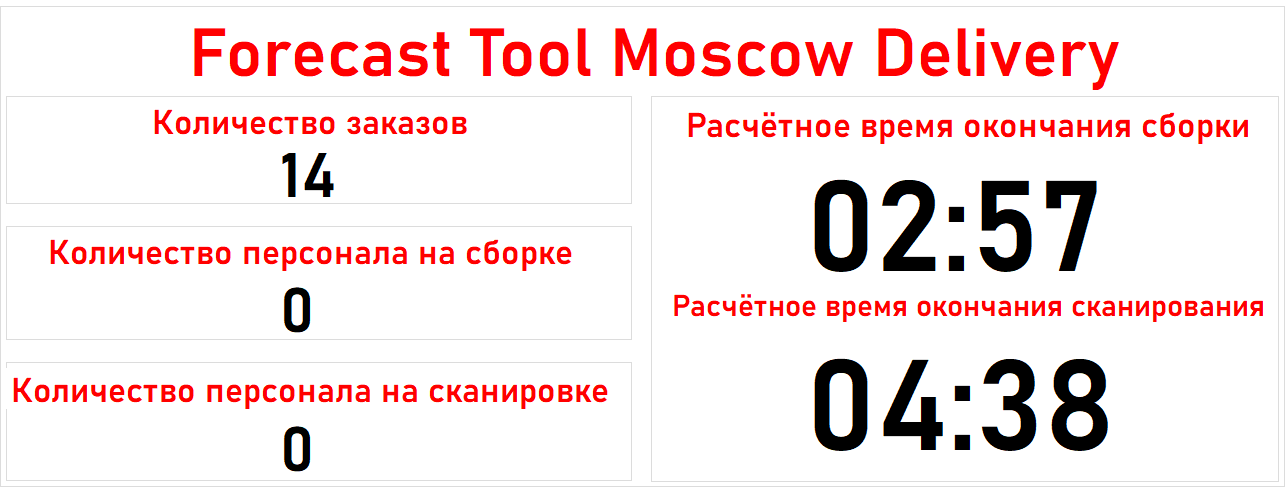 Forecast Tool Moscow Delivery
Количество заказов
14
Количество персонала на сборке
0
Количество персонала на сканировке
0
Расчётное время окончания сборки
02:57
Расчётное время окончания сканирования
04:38